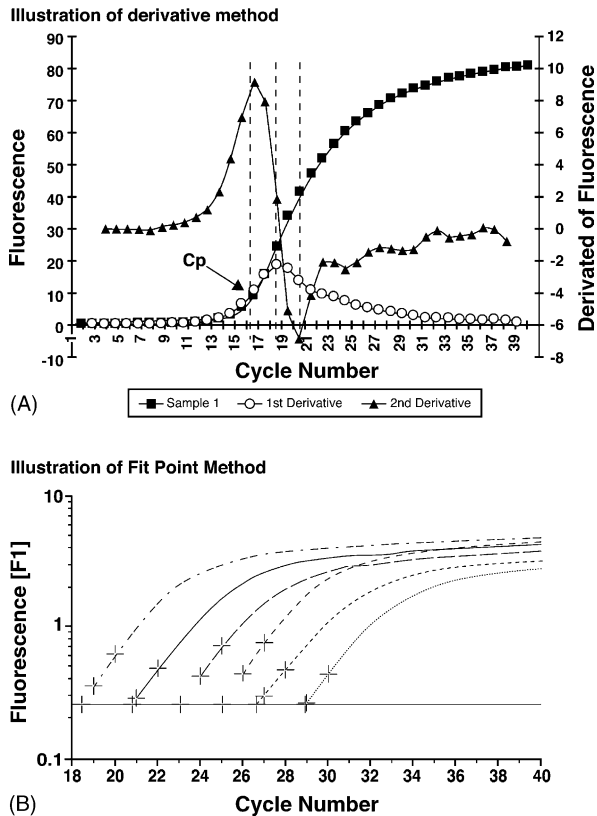 Illustration of derivative method
90
80
70
60
50
40
30
20
10
0
-10
Fluorescence
12
10
8
6
4
2
0
-2
-4
-6
-8
Derivated of Fluorescence
Cp
1 3 5 7 9 11 13 15 17 19 21 23 25 27 29 31 33 35 37 39
Cycle Number
(A)
Sample 1 1st Derivative 2nd Derivative
Illustration of Fit Point Method
10
1
0.1
Fluorescence [F1]
18 20 22 24 26 28 30 32 34 36 38 40
Cycle Number
(B)